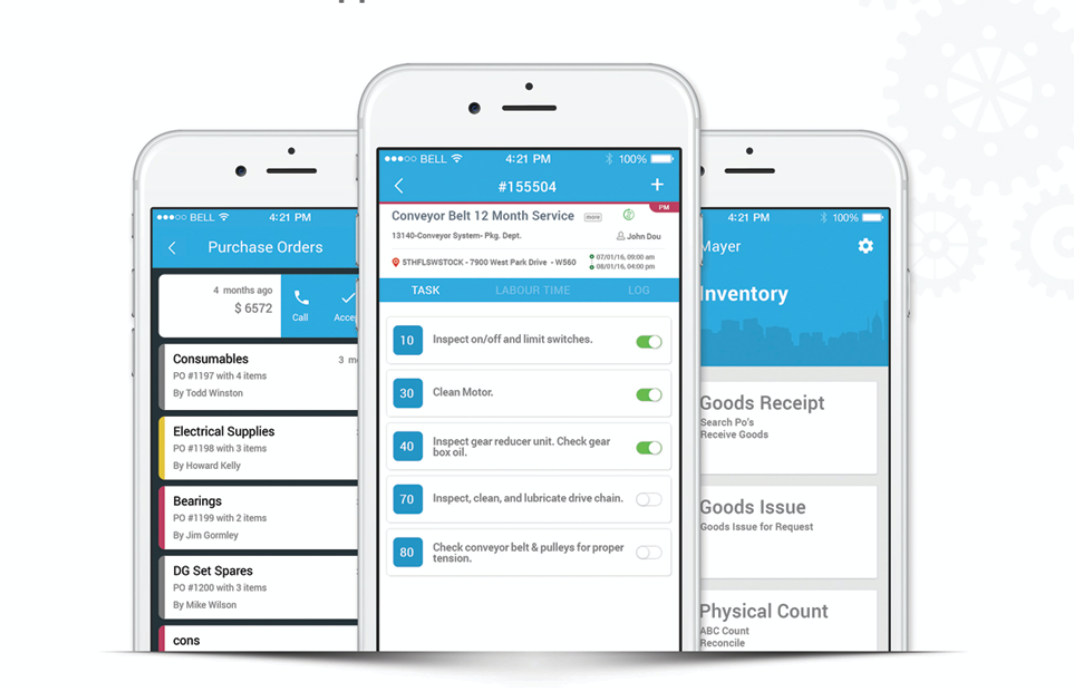 BELL 4:21 PM
Purchase Orders
4 months ago
$ 6572
Call
Consumables
PO #1197 with 4 items
By Todd Winston
Electrical Supplies
PO #1198 with 3 items
By Howard Kelly
Bearings
PO #1199 with 2 items
By Jim Gormley
DG Set Spares
PO #1200 with 3 items
By Mike Wilson
cons
BELL 4:21 PM 100%
#155504 +
PM
Conveyor Belt 12 Month Service more
13140-Conveyor System- Pkg. Dept. John Dou
5THFLSWSTOCK - 7900 West Park Drive - W560
07/01/16, 09:00 am
08/01/16, 04:00 pm
TASK LABOUR TIME LOG
10 Inspect on/off and limit switches.
30 Clean Motor.
40 Inspect gear reducer unit. Check gear
box oil.
70 Inspect, clean, and lubricate drive chain.
80 Check conveyor belt & pulleys for proper
tension.
4:21 PM 100%
Mayer
Inventory
Goods Receipt
Search Po's
Receive Goods
Goods Issue
Goods Issue for Request
Physical Count
ABC Count
Reconcile